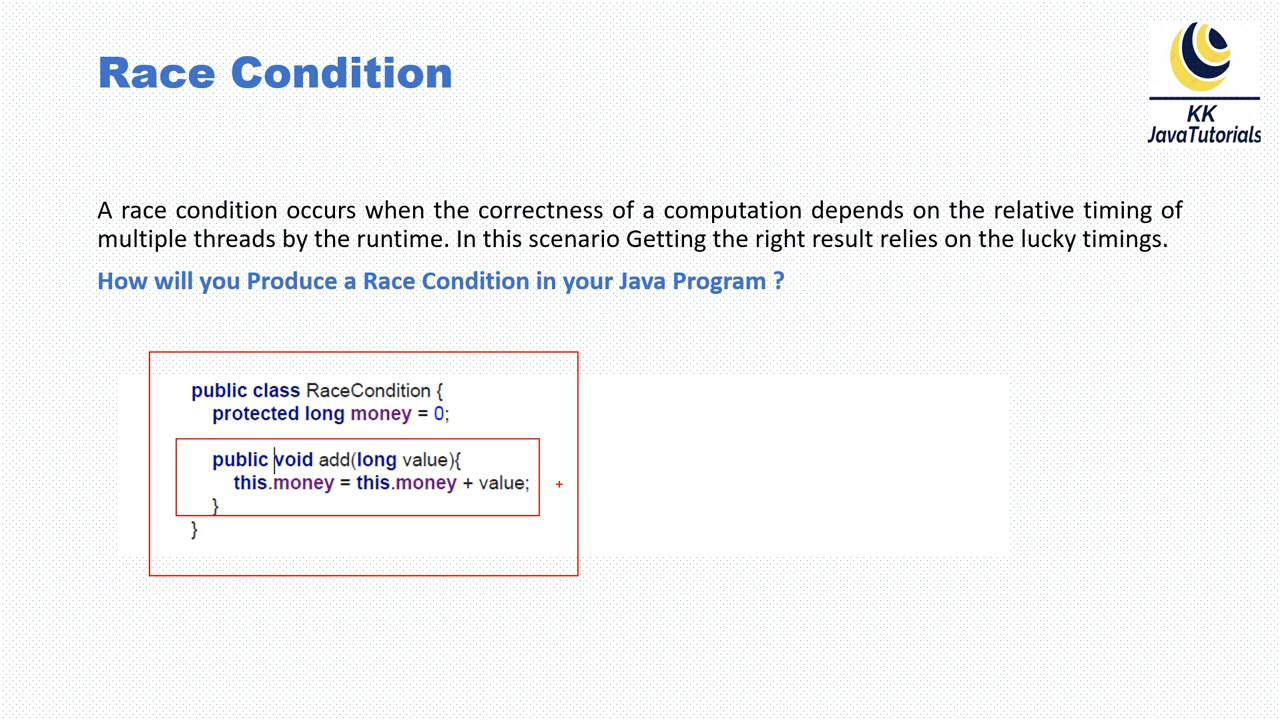 Race Condition
KK
JavaTutorials
A race condition occurs when the correctness of a computation depends on the relative timing of
multiple threads by the runtime. In this scenario Getting the right result relies on the lucky timings.
How will you Produce a Race Condition in your Java Program ?
public class RaceCondition {
protected long money = 0;
public void add(long value){
this.money = this.money + value;
}
}